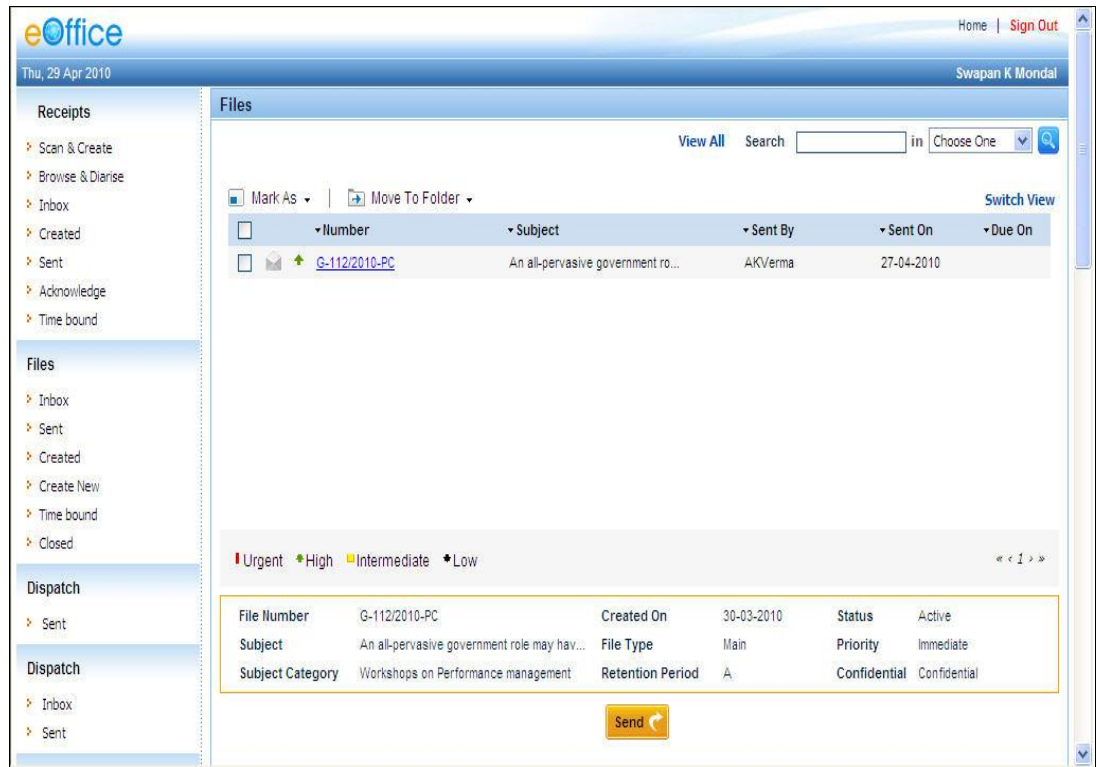 eOffice
Home | Sign Out
Thu, 29 Apr 2010
Swapan K Mondal
Receipts
Scan & Create
Browse & Diarise
Inbox
Created
Sent
Acknowledge
Time bound
Files
Inbox
Sent
Created
Create New
Time bound
Closed
Dispatch
Sent
Dispatch
Inbox
Sent
Files
View All Search in Choose One
Mark As | Move To Folder
Switch View
Number Subject Sent By Sent On Due On
G-112/2010-PC An all-pervasive government ro... AKVerma 27-04-2010
Urgent High Intermediate Low
« ‹ 1 › »
File Number G-112/2010-PC Created On 30-03-2010 Status Active
Subject An all-pervasive government role may hav... File Type Main Priority Immediate
Subject Category Workshops on Performance management Retention Period A Confidential Confidential
Send